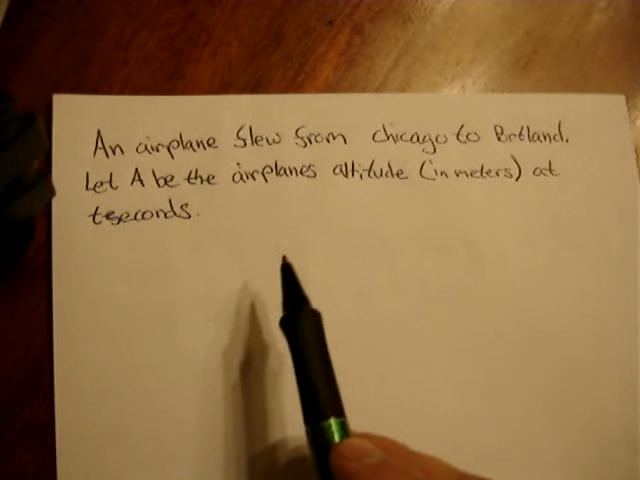 An airplane flew from chicago to Portland.
Let A be the airplanes altitude (in meters) at
t seconds.